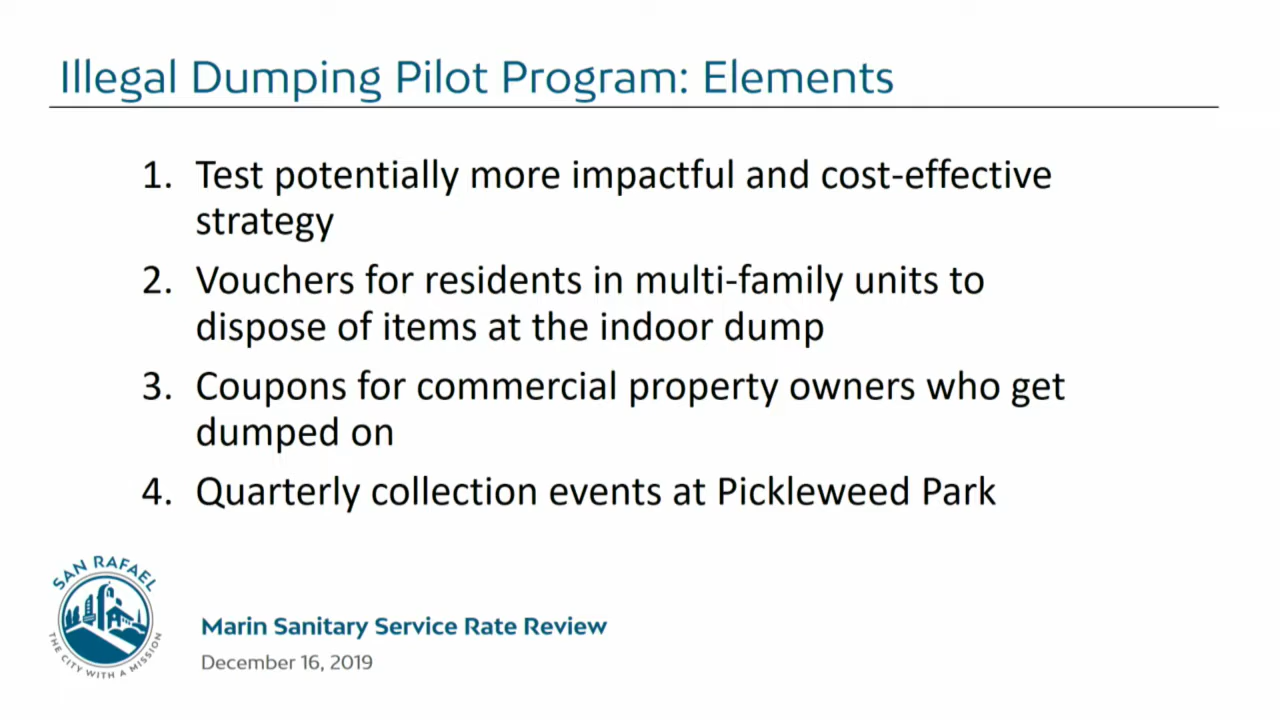 Illegal Dumping Pilot Program: Elements
1. Test potentially more impactful and cost-effective
strategy
2. Vouchers for residents in multi-family units to
dispose of items at the indoor dump
3. Coupons for commercial property owners who get
dumped on
4. Quarterly collection events at Pickleweed Park
SAN RAFAEL
THE CITY WITH A MISSION
Marin Sanitary Service Rate Review
December 16, 2019